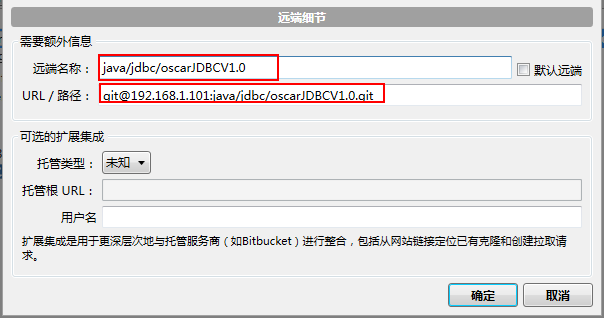 远端细节
需要额外信息
远端名称： java/jdbc/oscarJDBCV1.0 默认远端
URL / 路径： git@192.168.1.101:java/jdbc/oscarJDBCV1.0.git
可选的扩展集成
托管类型： 未知
托管根 URL：
用户名
扩展集成是用于更深层次地与托管服务商（如Bitbucket）进行整合，包括从网站链接定位已有克隆和创建拉取请
求。
确定 取消